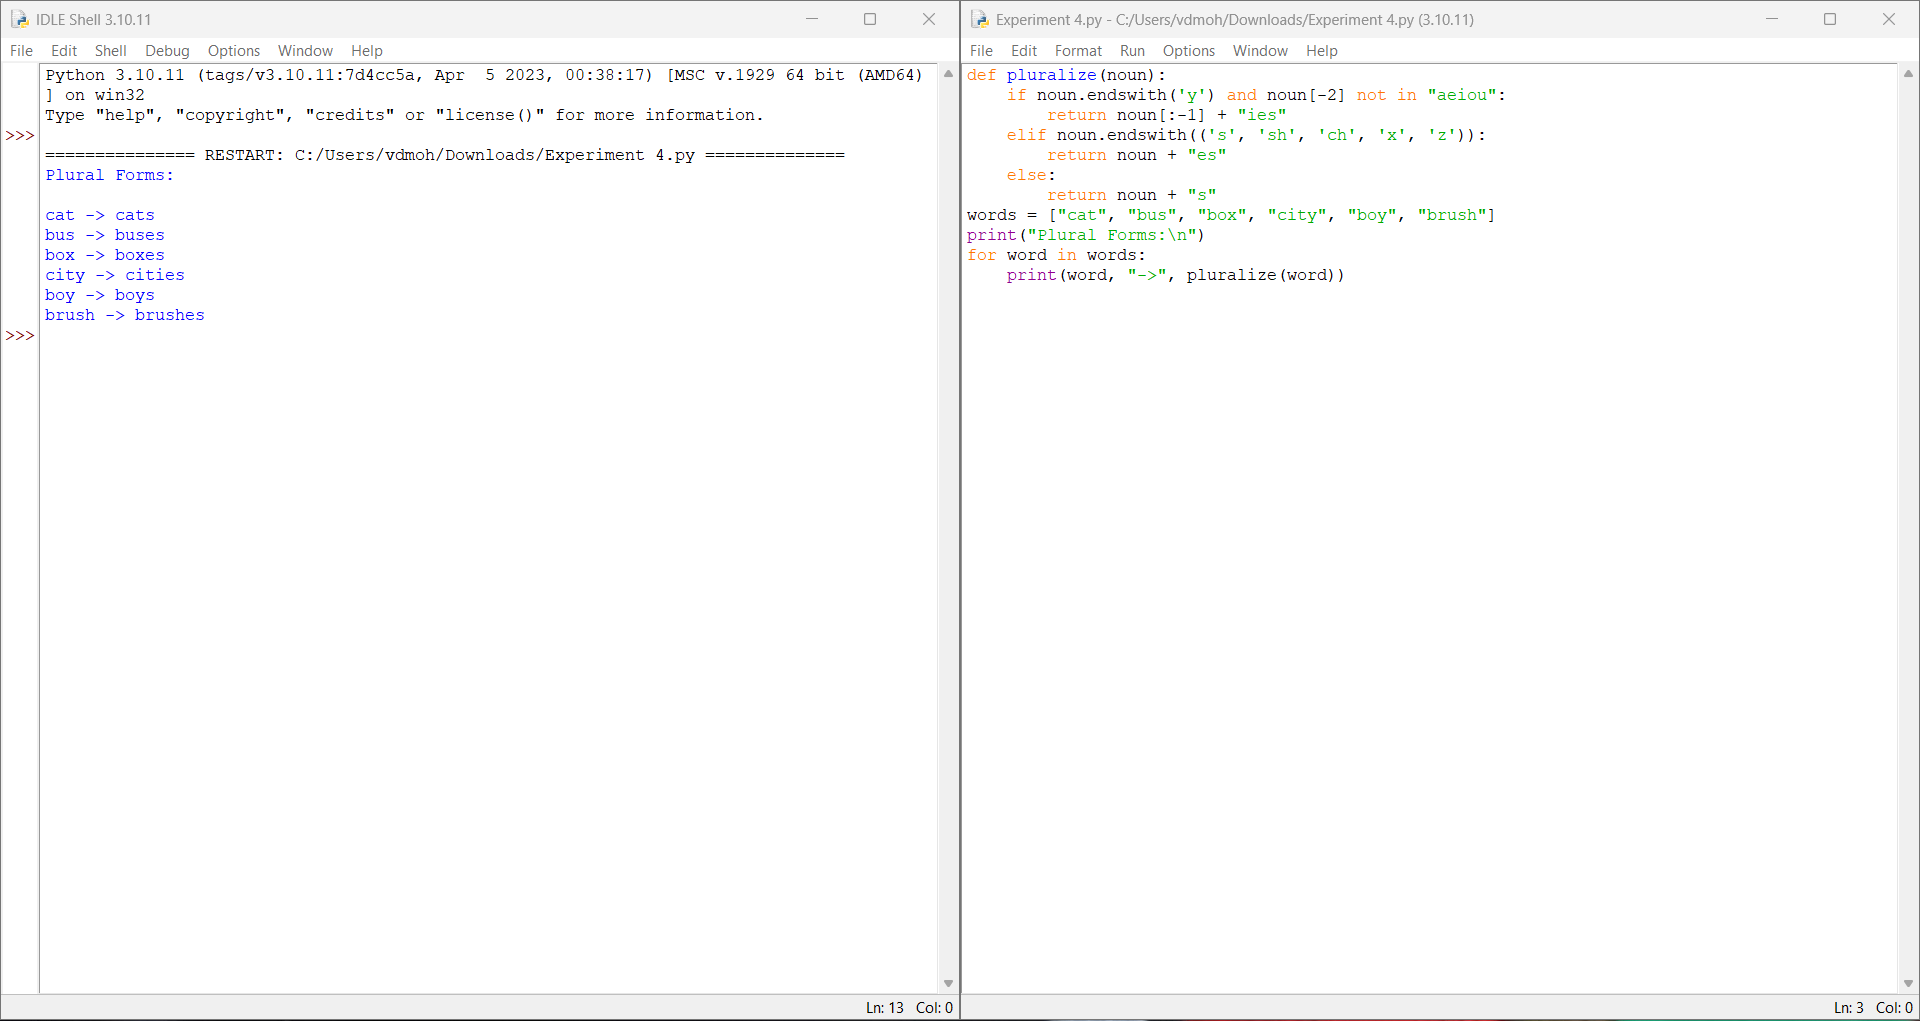 IDLE Shell 3.10.11
File Edit Shell Debug Options Window Help
Python 3.10.11 (tags/v3.10.11:7d4cc5a, Apr  5 2023, 00:38:17) [MSC v.1929 64 bit (AMD64)
] on win32
Type "help", "copyright", "credits" or "license()" for more information.
>>>
=============== RESTART: C:/Users/vdmoh/Downloads/Experiment 4.py ==============
Plural Forms:
cat -> cats
bus -> buses
box -> boxes
city -> cities
boy -> boys
brush -> brushes
>>>
Ln: 13 Col: 0
Experiment 4.py - C:/Users/vdmoh/Downloads/Experiment 4.py (3.10.11)
File Edit Format Run Options Window Help
def pluralize(noun):
    if noun.endswith('y') and noun[-2] not in "aeiou":
        return noun[:-1] + "ies"
    elif noun.endswith(('s', 'sh', 'ch', 'x', 'z')):
        return noun + "es"
    else:
        return noun + "s"
words = ["cat", "bus", "box", "city", "boy", "brush"]
print("Plural Forms:\n")
for word in words:
    print(word, "->", pluralize(word))
Ln: 3 Col: 0